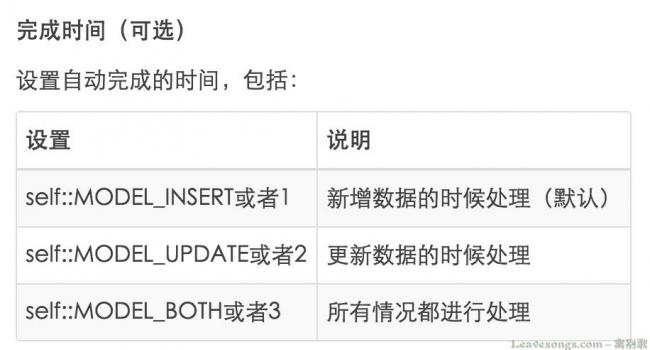 完成时间（可选）
设置自动完成的时间，包括：
设置 说明
self::MODEL_INSERT或者1 新增数据的时候处理（默认）
self::MODEL_UPDATE或者2 更新数据的时候处理
self::MODEL_BOTH或者3 所有情况都进行处理
Leavesongs.com – 离别歌